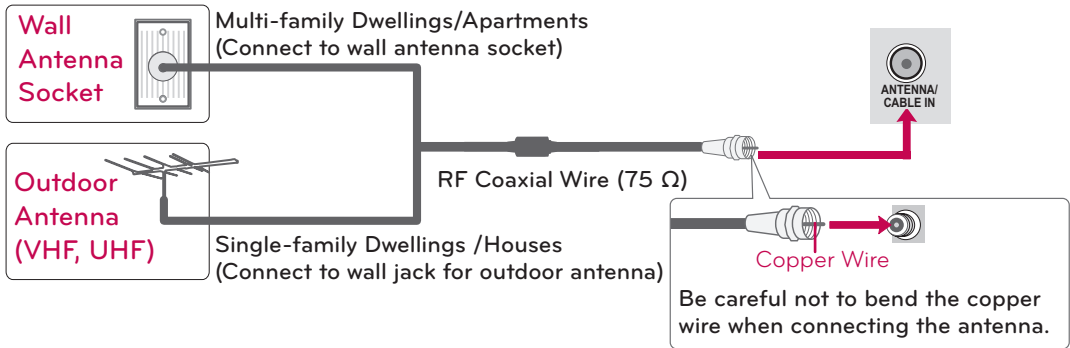 Wall
Antenna
Socket
Multi-family Dwellings/Apartments
(Connect to wall antenna socket)
ANTENNA/
CABLE IN
RF Coaxial Wire (75 Ω)
Outdoor
Antenna
(VHF, UHF)
Single-family Dwellings /Houses
(Connect to wall jack for outdoor antenna)
Copper Wire
Be careful not to bend the copper
wire when connecting the antenna.